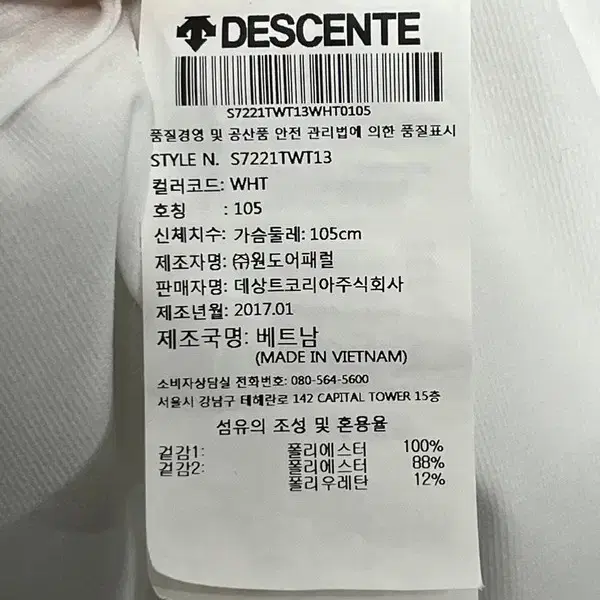 DESCENTE
S7221TWT13WHT0105
품질경영 및 공산품 안전 관리법에 의한 품질표시
STYLE N. S7221TWT13
컬러코드: WHT
호칭 : 105
신체치수: 가슴둘레: 105cm
제조자명: ㈜원도어패럴
판매자명: 데상트코리아주식회사
제조년월: 2017.01
제조국명: 베트남
(MADE IN VIETNAM)
소비자상담실 전화번호: 080-564-5600
서울시 강남구 테헤란로 142 CAPITAL TOWER 15층
섬유의 조성 및 혼용율
겉감1: 폴리에스터 100%
겉감2: 폴리에스터 88%
폴리우레탄 12%